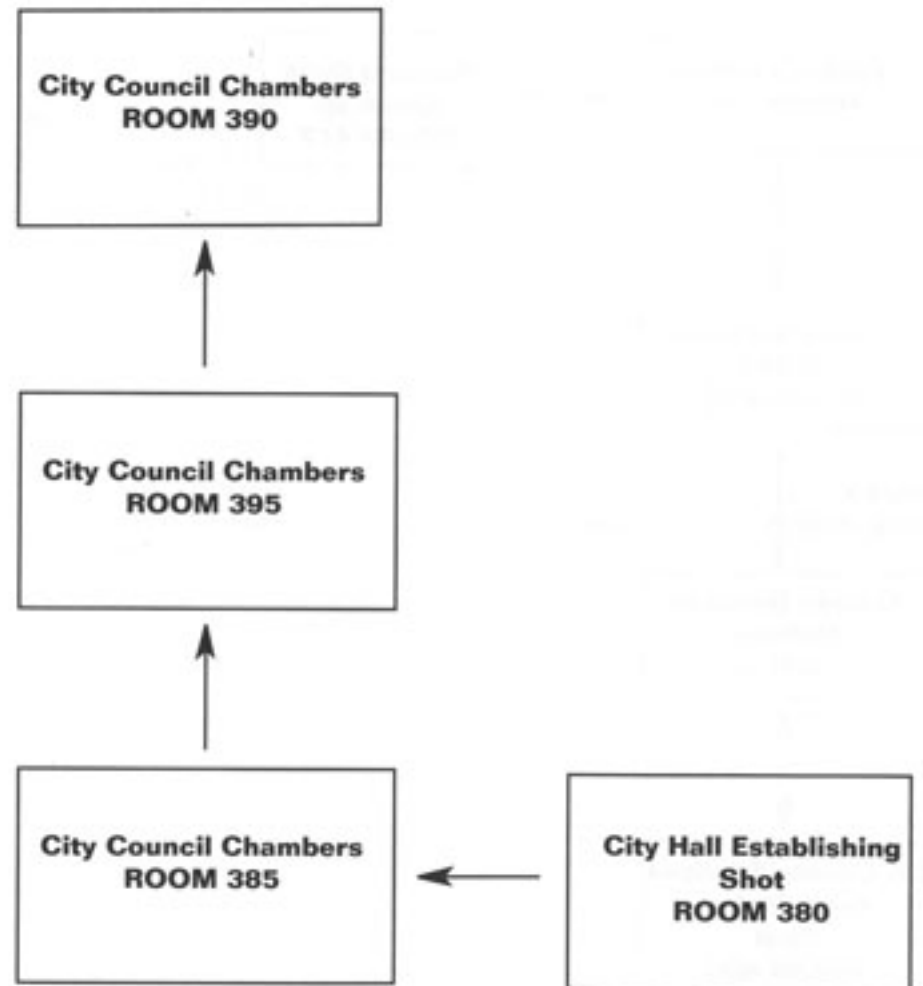 City Council Chambers
ROOM 390
City Council Chambers
ROOM 395
City Council Chambers
ROOM 385
City Hall Establishing
Shot
ROOM 380